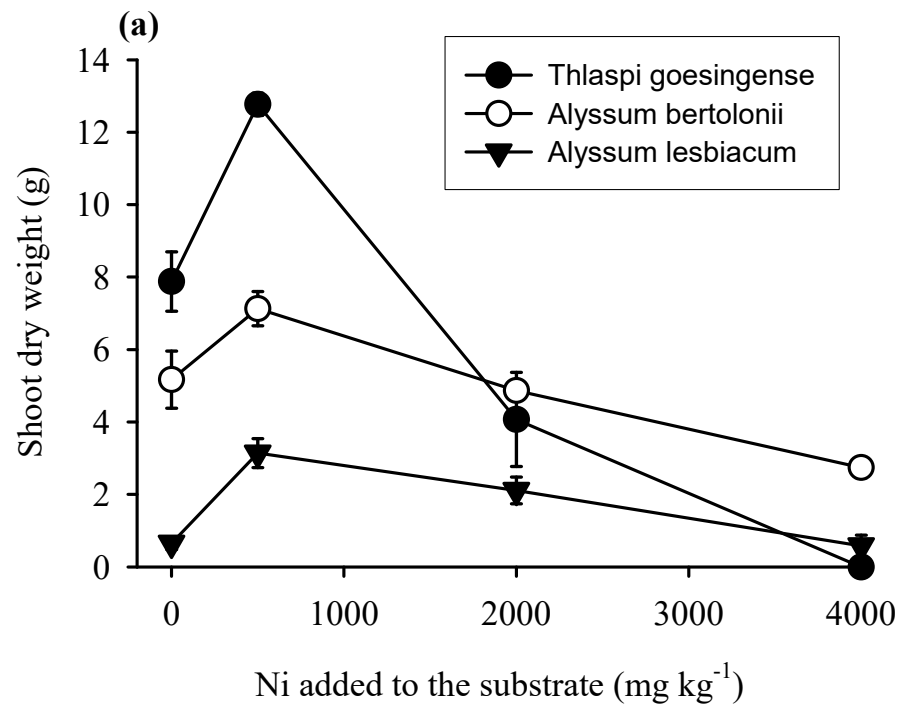 (a)
Thlaspi goesingense
Alyssum bertolonii
Alyssum lesbiacum
Shoot dry weight (g)
14
12
10
8
6
4
2
0
0 1000 2000 3000 4000
Ni added to the substrate (mg kg⁻¹)